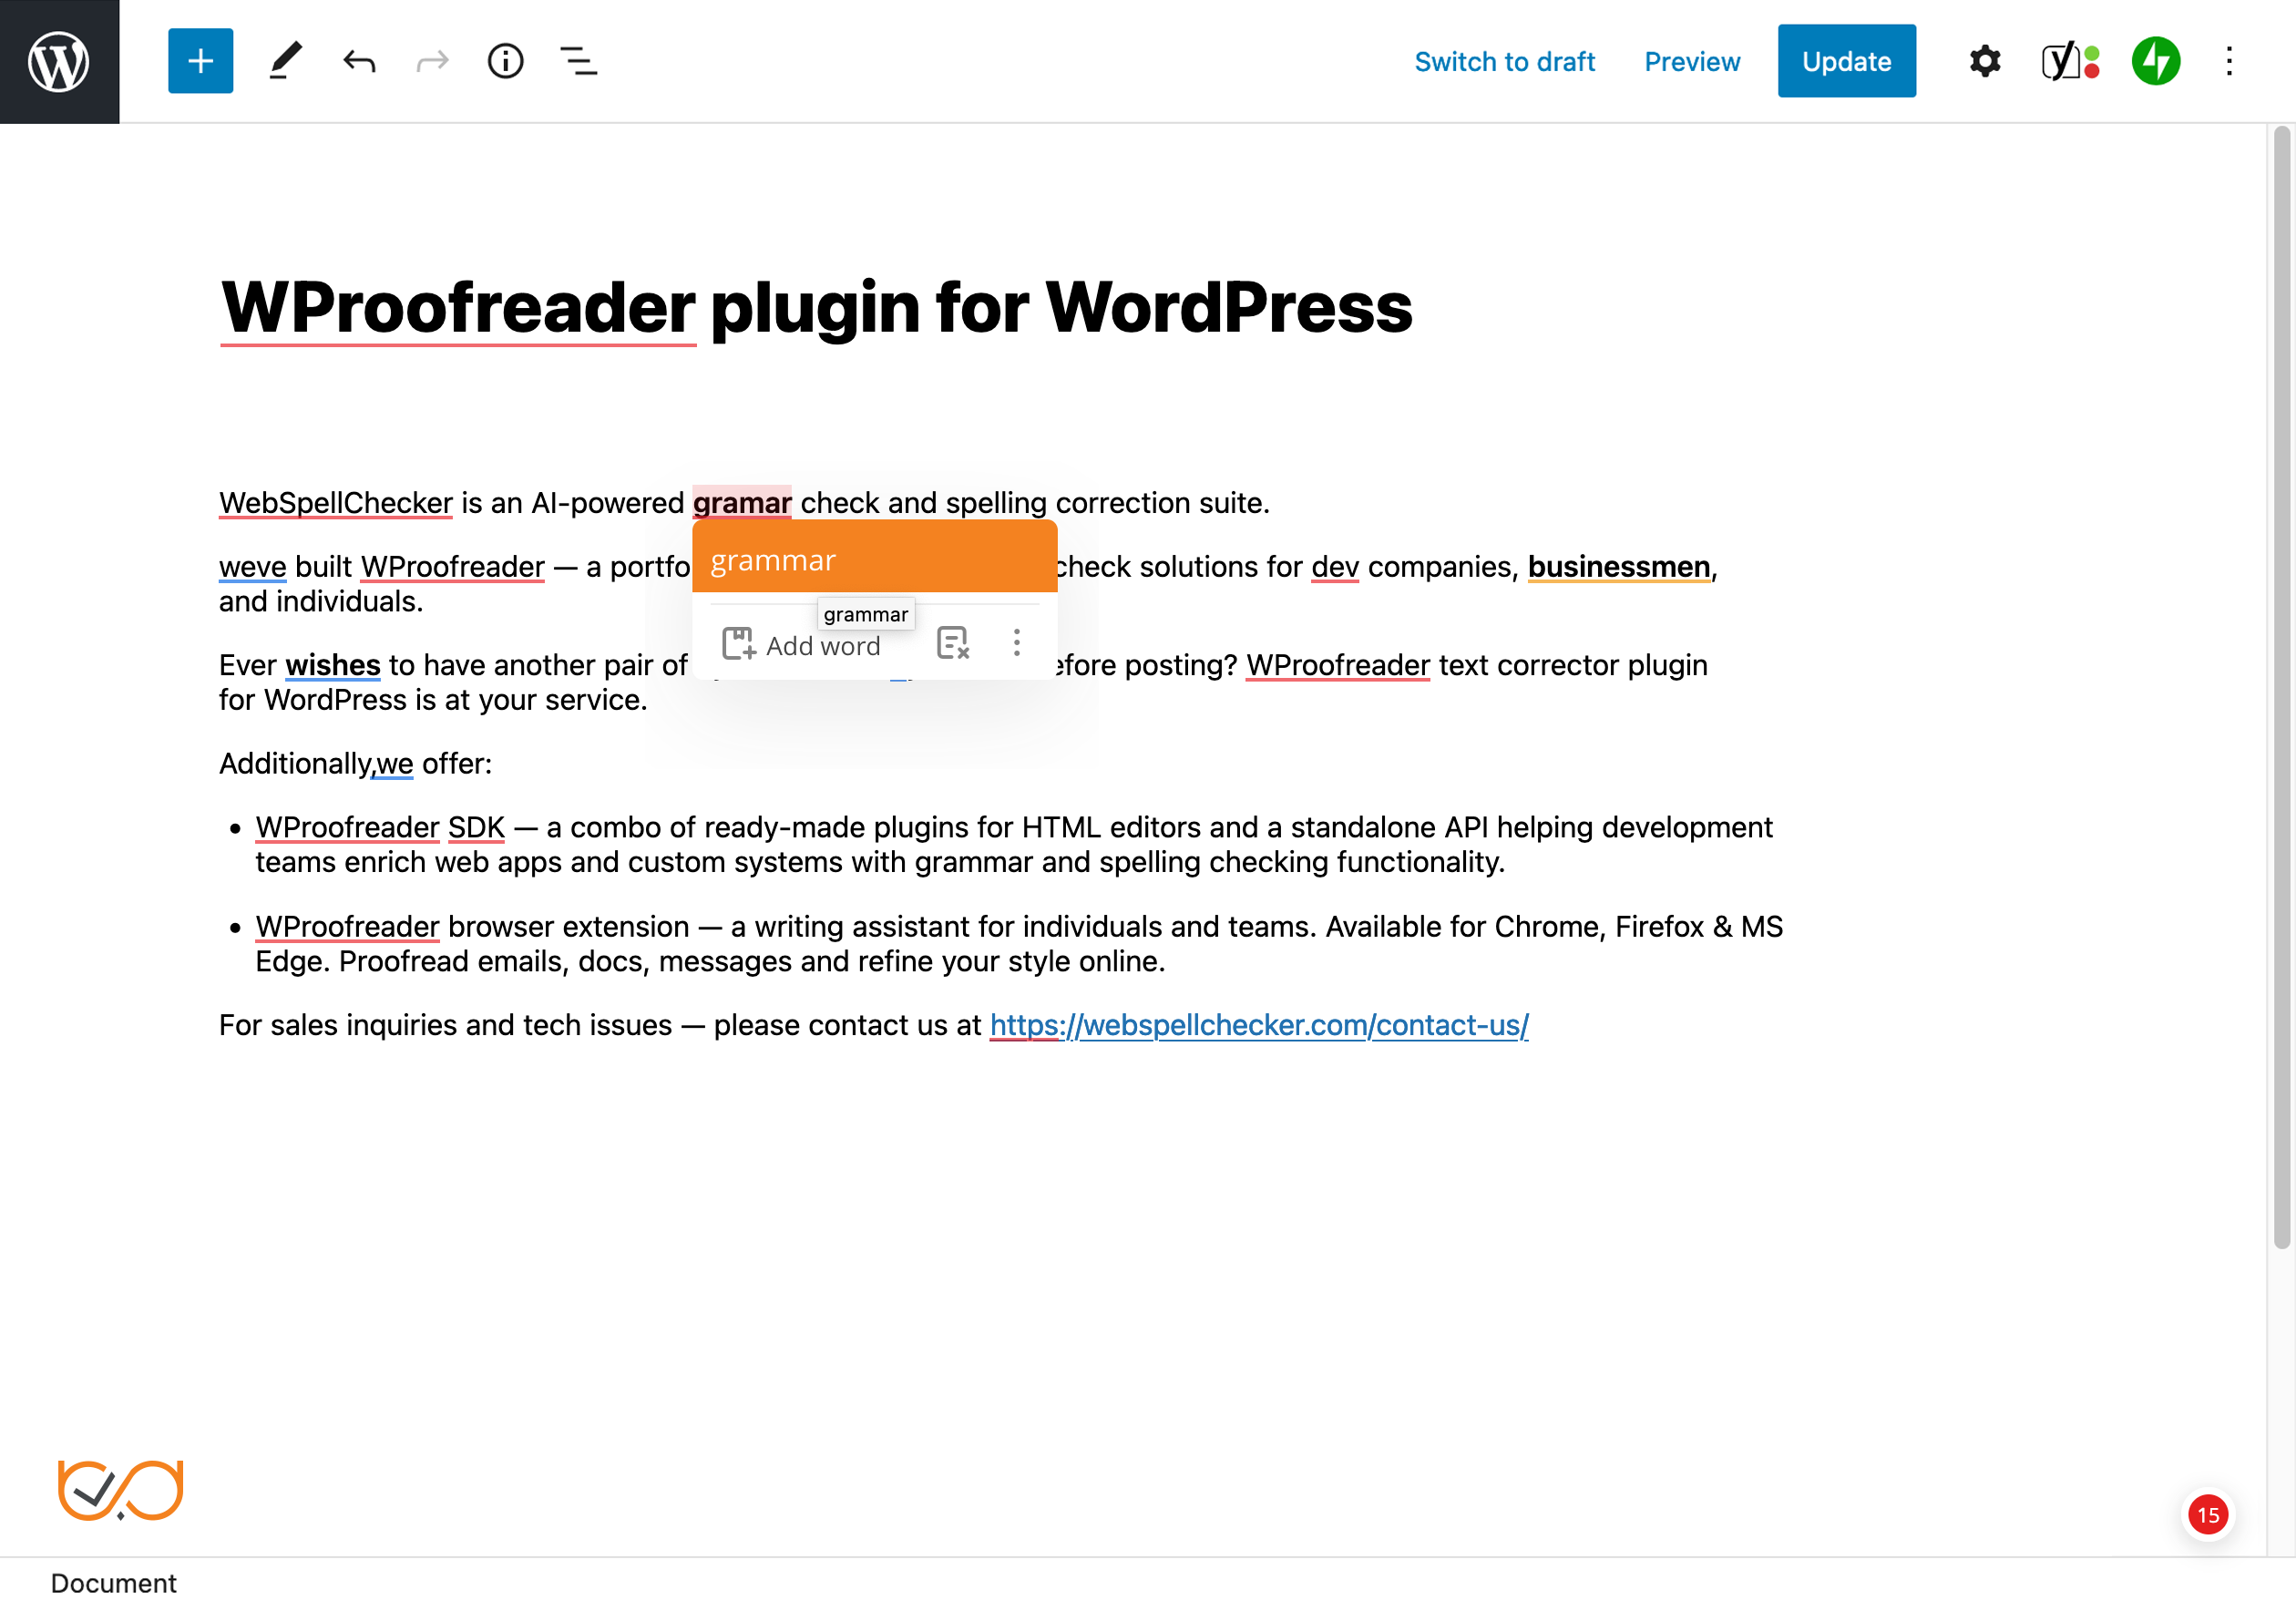 Switch to draft Preview Update
WProofreader plugin for WordPress
WebSpellChecker is an AI-powered gramar check and spelling correction suite.
grammar
grammar
Add word
weve built WProofreader — a check solutions for dev companies, businessmen,
and individuals.
Ever wishes to have another pair of posting? WProofreader text corrector plugin
for WordPress is at your service.
Additionally,we offer:
• WProofreader SDK — a combo of ready-made plugins for HTML editors and a standalone API helping development
teams enrich web apps and custom systems with grammar and spelling checking functionality.
• WProofreader browser extension — a writing assistant for individuals and teams. Available for Chrome, Firefox & MS
Edge. Proofread emails, docs, messages and refine your style online.
For sales inquiries and tech issues — please contact us at https://webspellchecker.com/contact-us/
15
Document